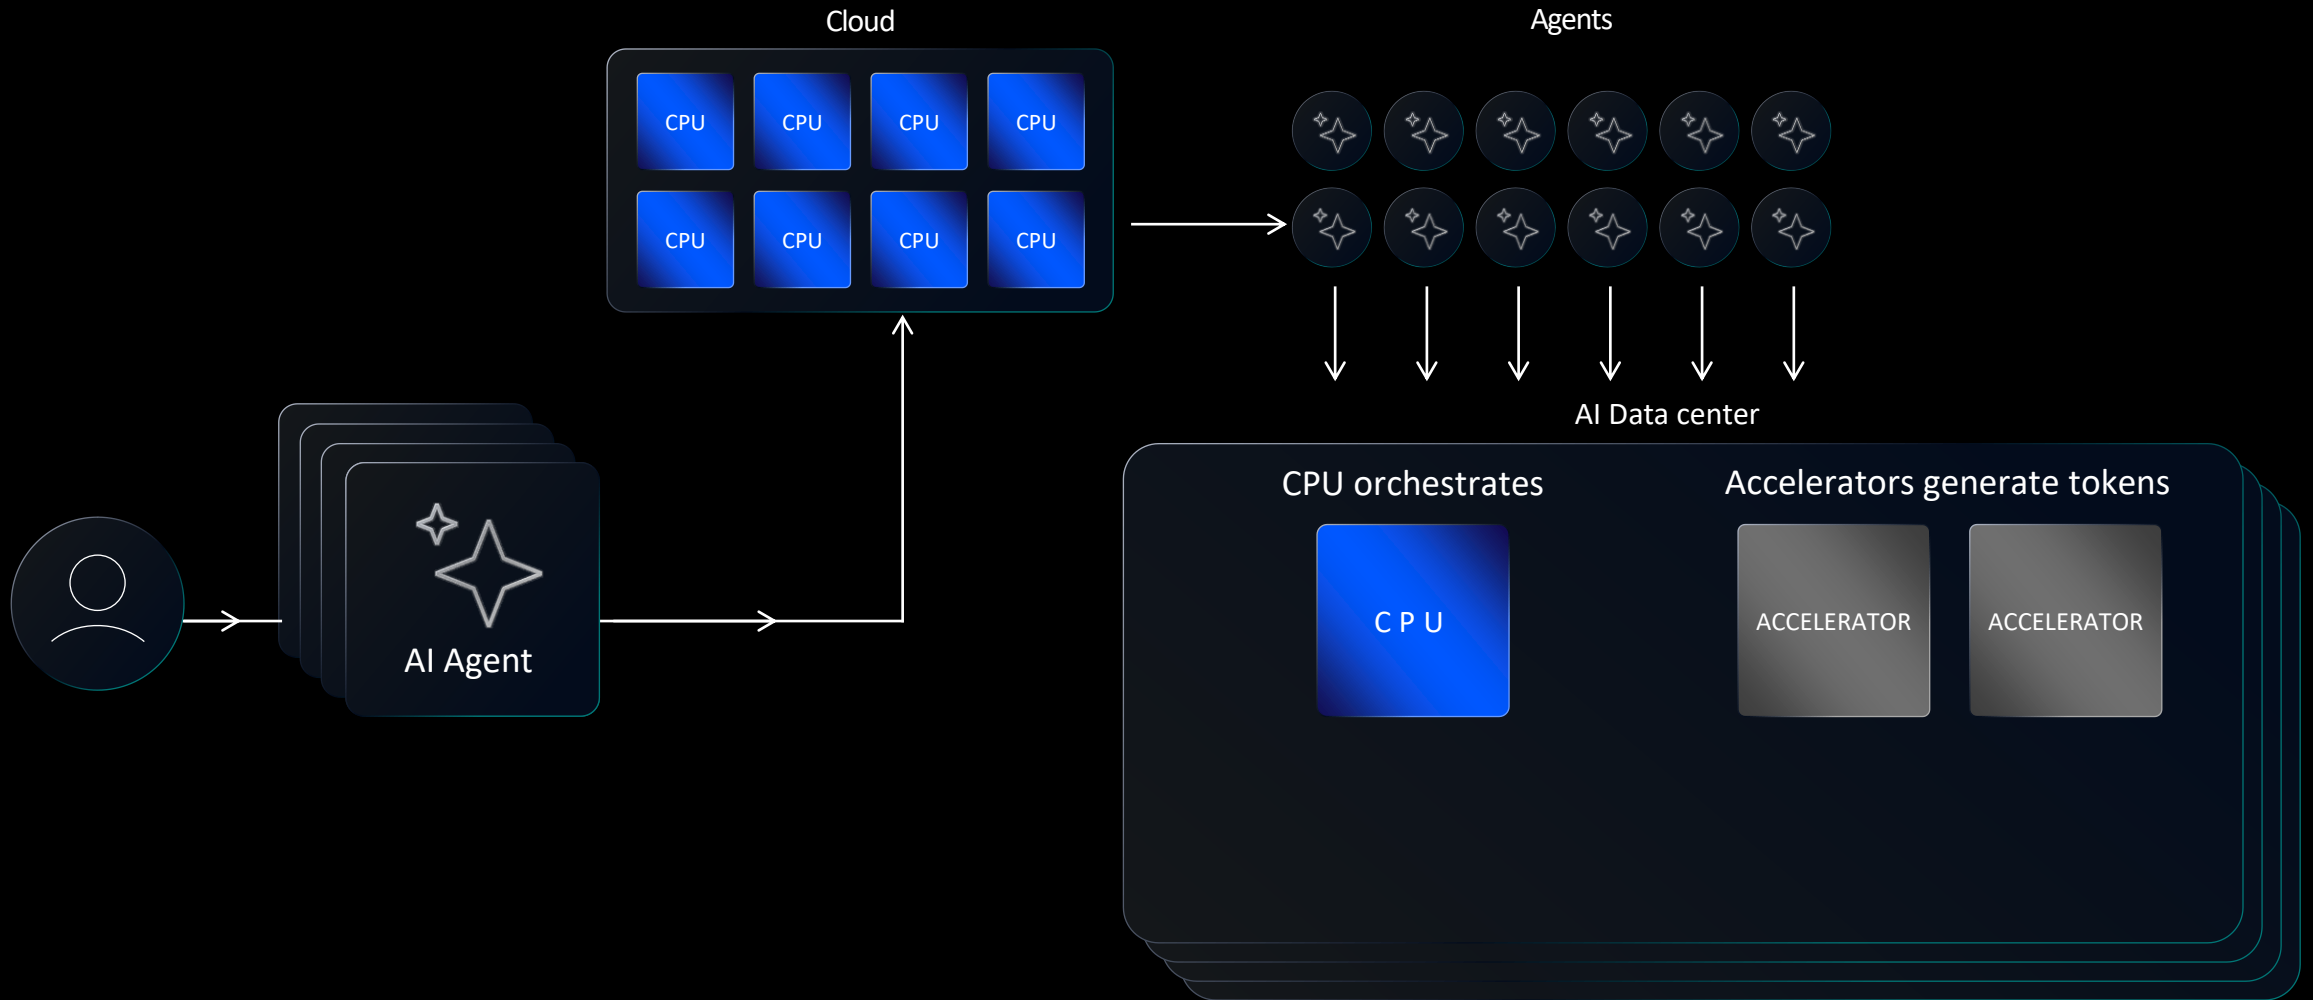 Cloud
Agents
CPU CPU CPU CPU
CPU CPU CPU CPU
AI Agent
AI Data center
CPU orchestrates
Accelerators generate tokens
CPU
ACCELERATOR ACCELERATOR